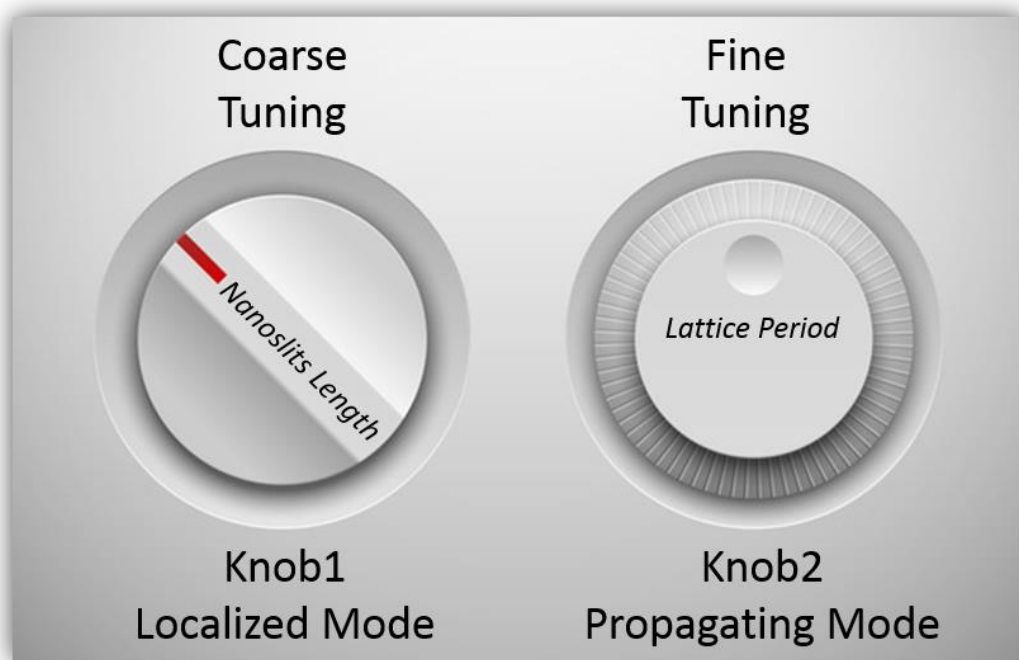 Coarse
Tuning
Nanoslits Length
Knob1
Localized Mode
Fine
Tuning
Lattice Period
Knob2
Propagating Mode